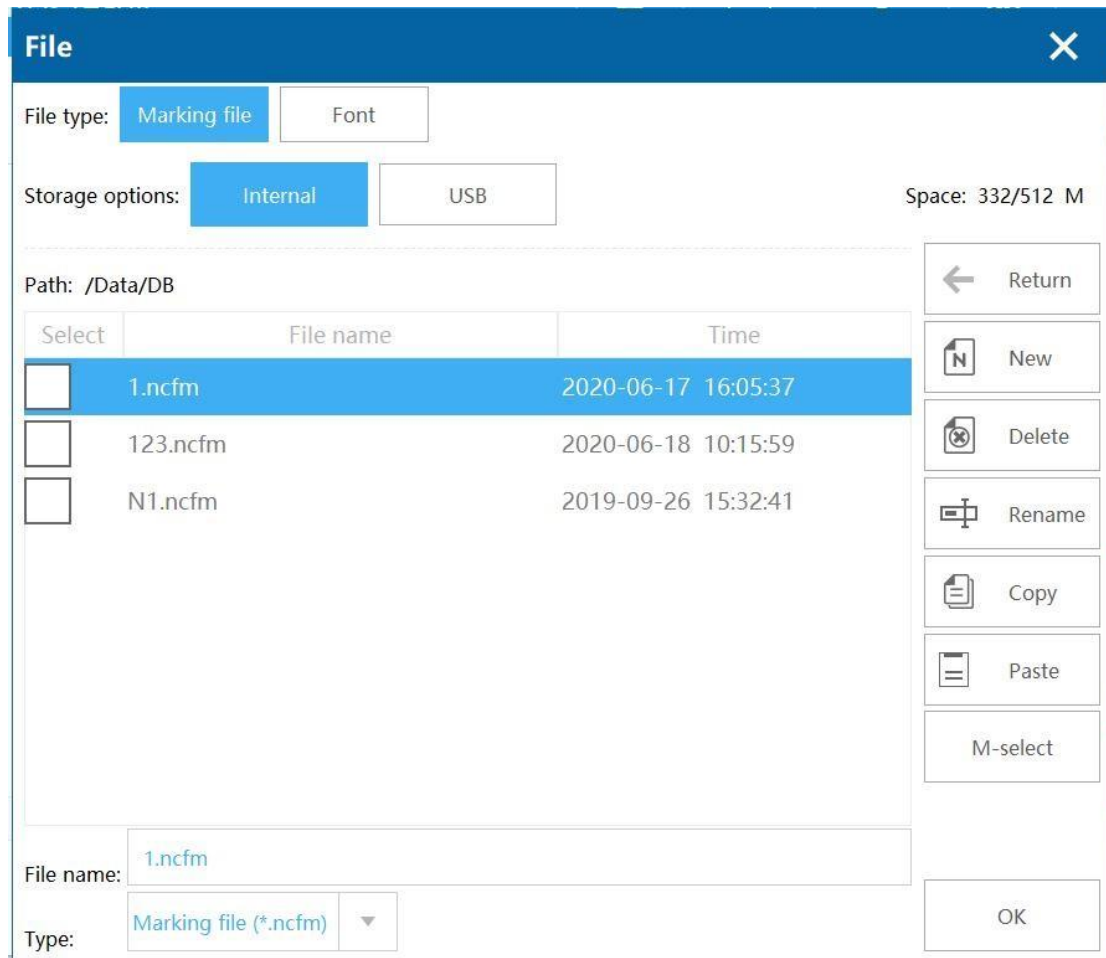 File
File type: Marking file Font
Storage options: Internal USB Space: 332/512 M
Path: /Data/DB
Return
Select File name Time
New
1.ncfm 2020-06-17 16:05:37
123.ncfm 2020-06-18 10:15:59
Delete
N1.ncfm 2019-09-26 15:32:41
Rename
Copy
Paste
M-select
File name: 1.ncfm
Type: Marking file (*.ncfm)
OK